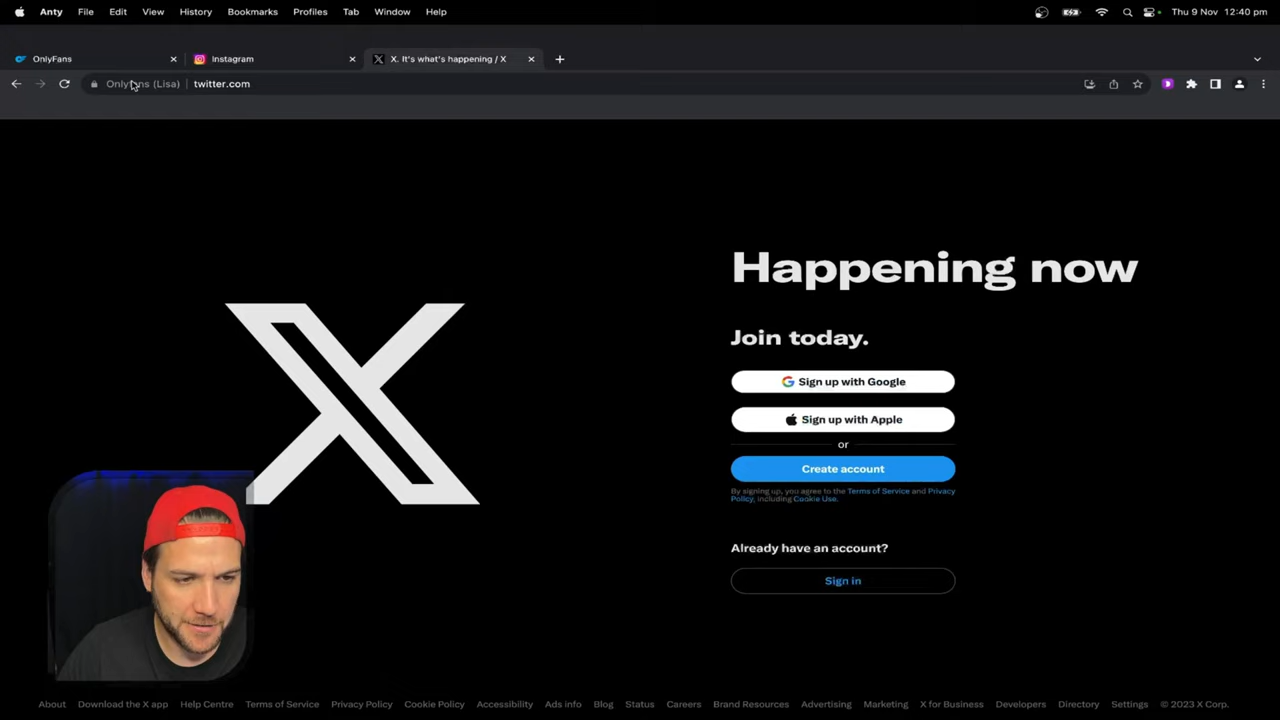 Anty File Edit View History Bookmarks Profiles Tab Window Help Thu 9 Nov 12:40 pm
OnlyFans Instagram X. It's what's happening / X
Onlyfans (Lisa) twitter.com
Happening now
Join today.
Sign up with Google
Sign up with Apple
or
Create account
By signing up, you agree to the Terms of Service and Privacy
Policy, including Cookie Use.
Already have an account?
Sign in
About Download the X app Help Centre Terms of Service Privacy Policy Cookie Policy Accessibility Ads info Blog Status Careers Brand Resources Advertising Marketing X for Business Developers Directory Settings © 2023 X Corp.